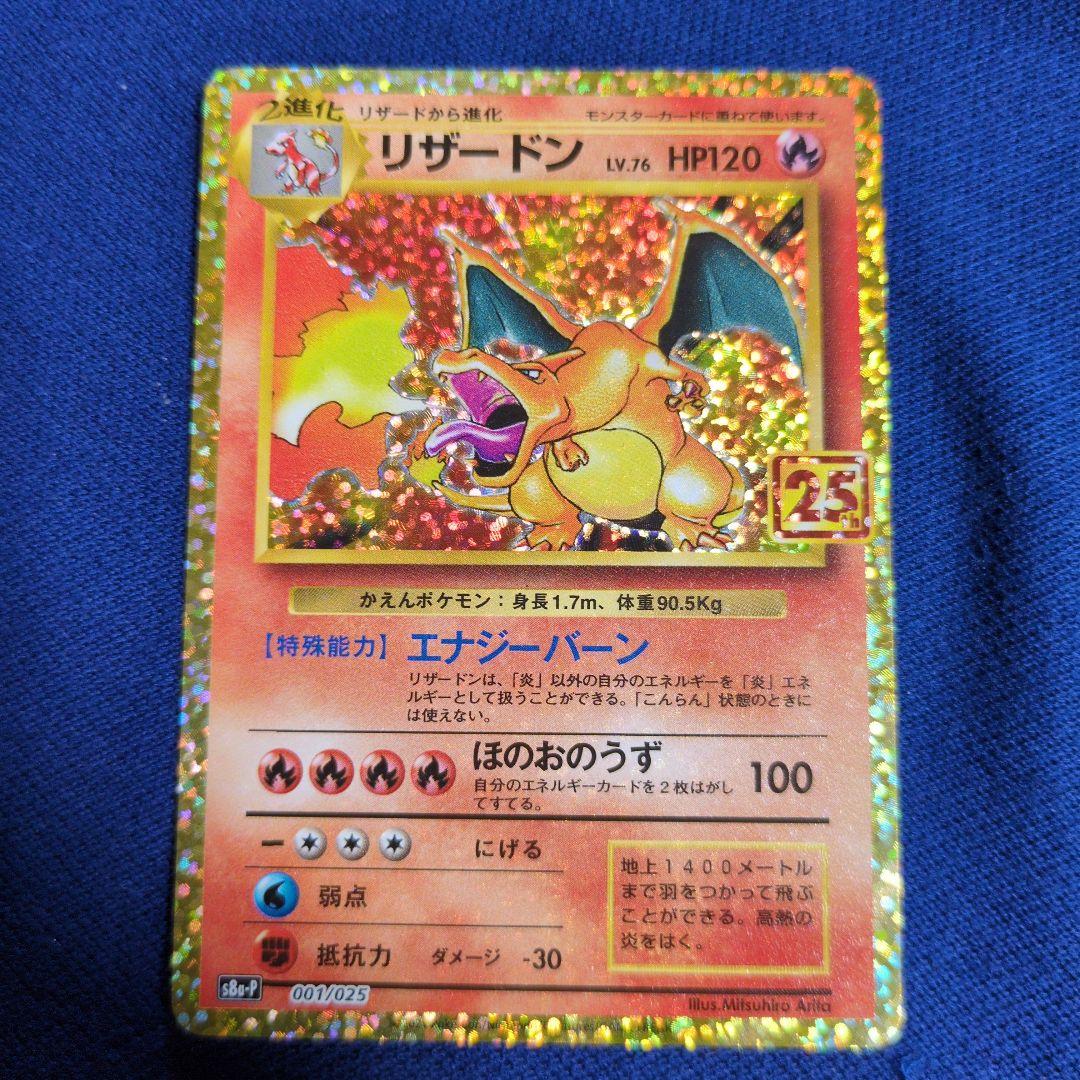 2進化 リザードから進化 モンスターカードに重ねて使います。
リザードン LV.76 HP120
25th
かえんポケモン：身長1.7m、体重90.5Kg
【特殊能力】 エナジーバーン
リザードンは、「炎」以外の自分のエネルギーを「炎」エネ
ルギーとして扱うことができる。「こんらん」状態のときに
は使えない。
ほのおのうず 100
自分のエネルギーカードを２枚はがし
てすてる。
ー にげる
弱点
抵抗力 ダメージ -30
地上１４００メートル
まで羽をつかって飛ぶ
ことができる。高熱の
炎をはく。
s8a-P 001/025
Illus.Mitsuhiro Arita